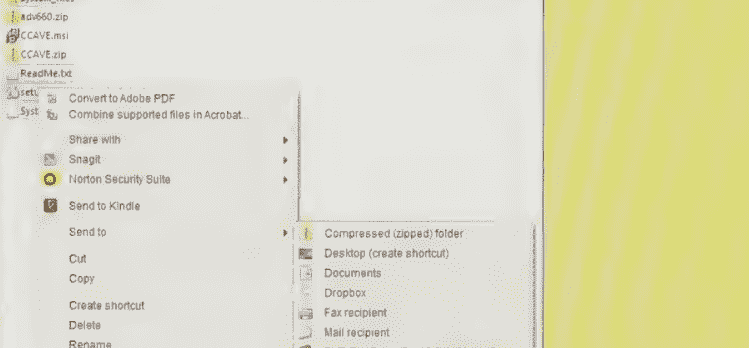 adv660.zip
CCAVE.msi
CCAVE.zip
ReadMe.txt
Convert to Adobe PDF
Combine supported files in Acrobat...
Share with
Snagit
Norton Security Suite
Send to Kindle
Send to
Compressed (zipped) folder
Cut
Desktop (create shortcut)
Copy
Documents
Dropbox
Create shortcut
Fax recipient
Delete
Mail recipient
Rename